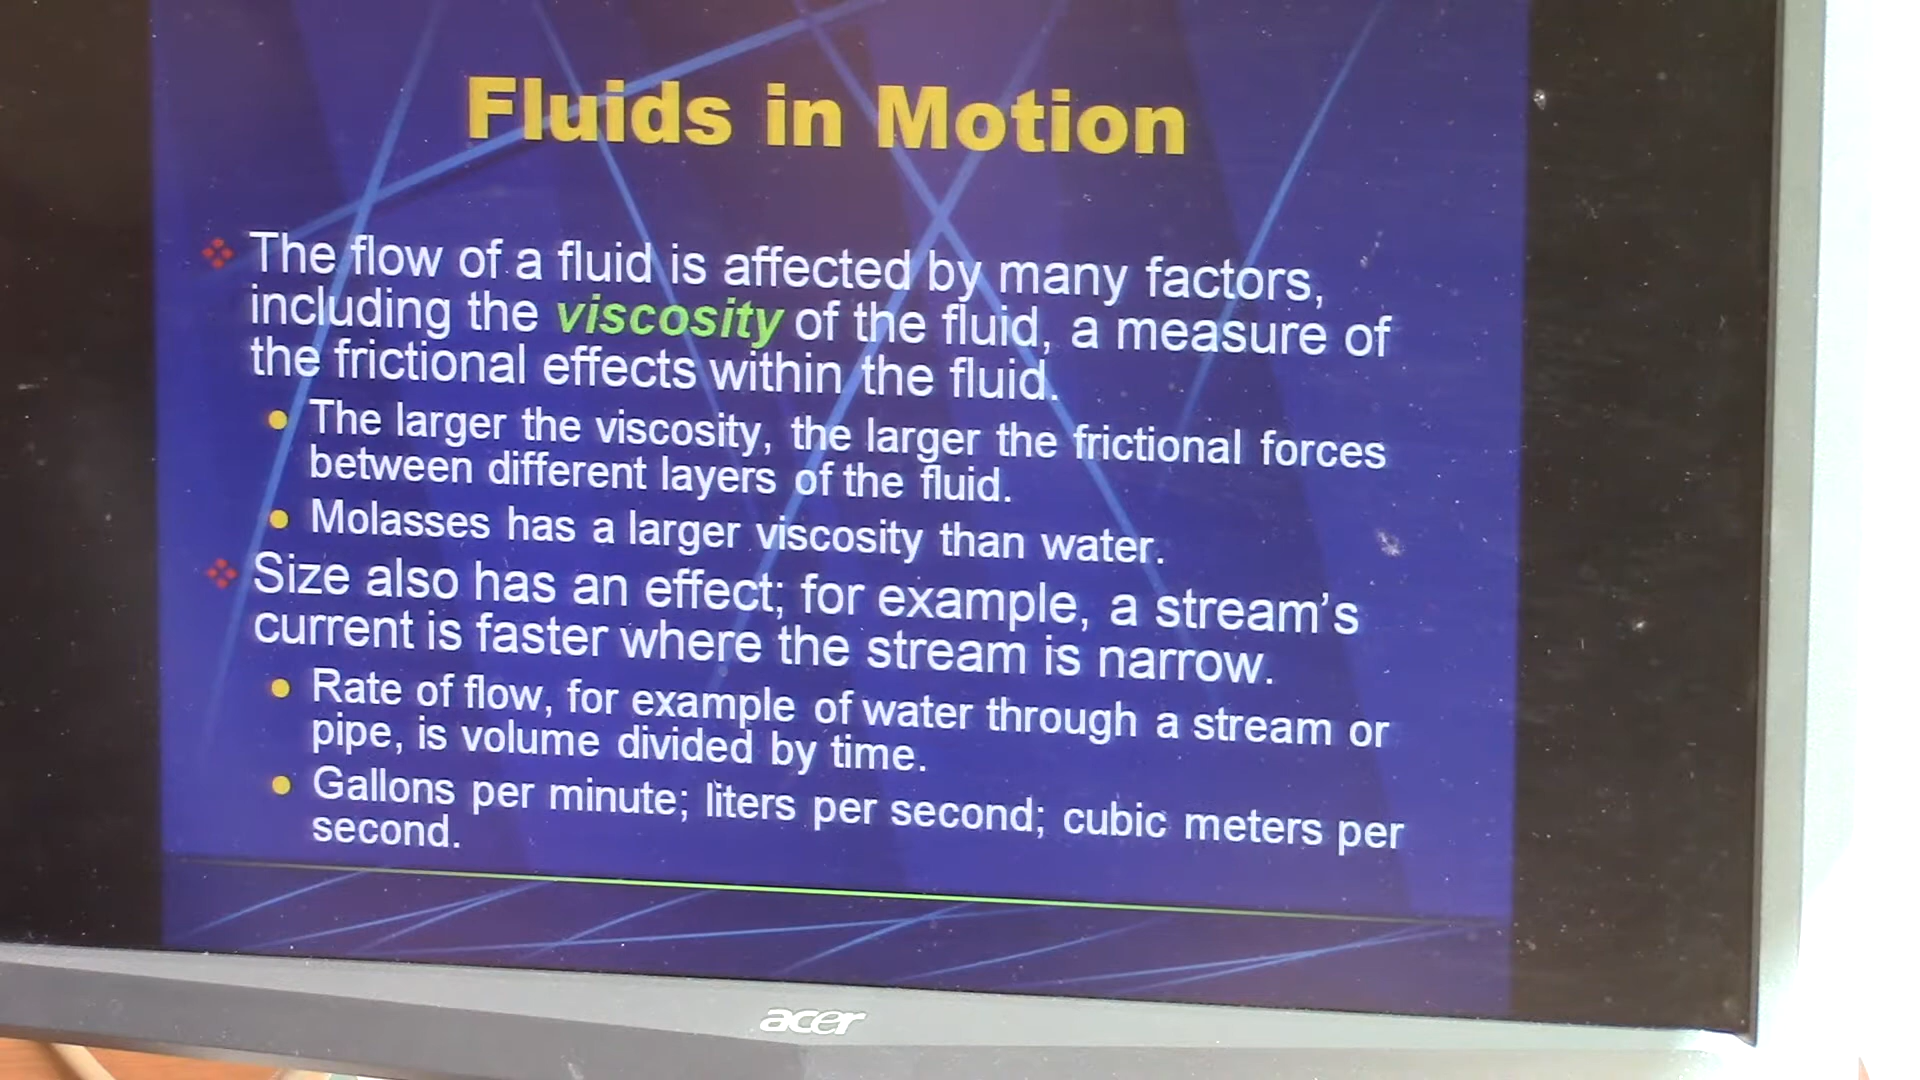 Fluids in Motion
The flow of a fluid is affected by many factors,
including the viscosity of the fluid, a measure of
the frictional effects within the fluid.
The larger the viscosity, the larger the frictional forces
between different layers of the fluid.
Molasses has a larger viscosity than water.
Size also has an effect; for example, a stream’s
current is faster where the stream is narrow.
Rate of flow, for example of water through a stream or
pipe, is volume divided by time.
Gallons per minute; liters per second; cubic meters per
second.
acer